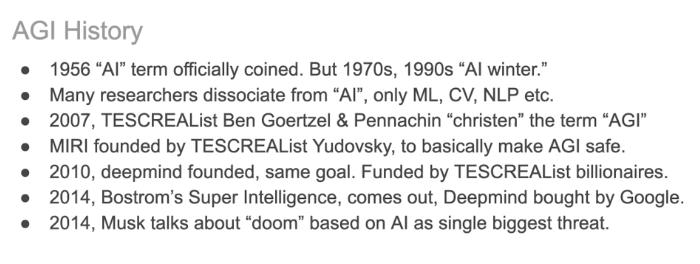 AGI History
● 1956 “AI” term officially coined. But 1970s, 1990s “AI winter.”
● Many researchers dissociate from “AI”, only ML, CV, NLP etc.
● 2007, TESCREAList Ben Goertzel & Pennachin “christen” the term “AGI”
● MIRI founded by TESCREAList Yudovsky, to basically make AGI safe.
● 2010, deepmind founded, same goal. Funded by TESCREAList billionaires.
● 2014, Bostrom’s Super Intelligence, comes out, Deepmind bought by Google.
● 2014, Musk talks about “doom” based on AI as single biggest threat.